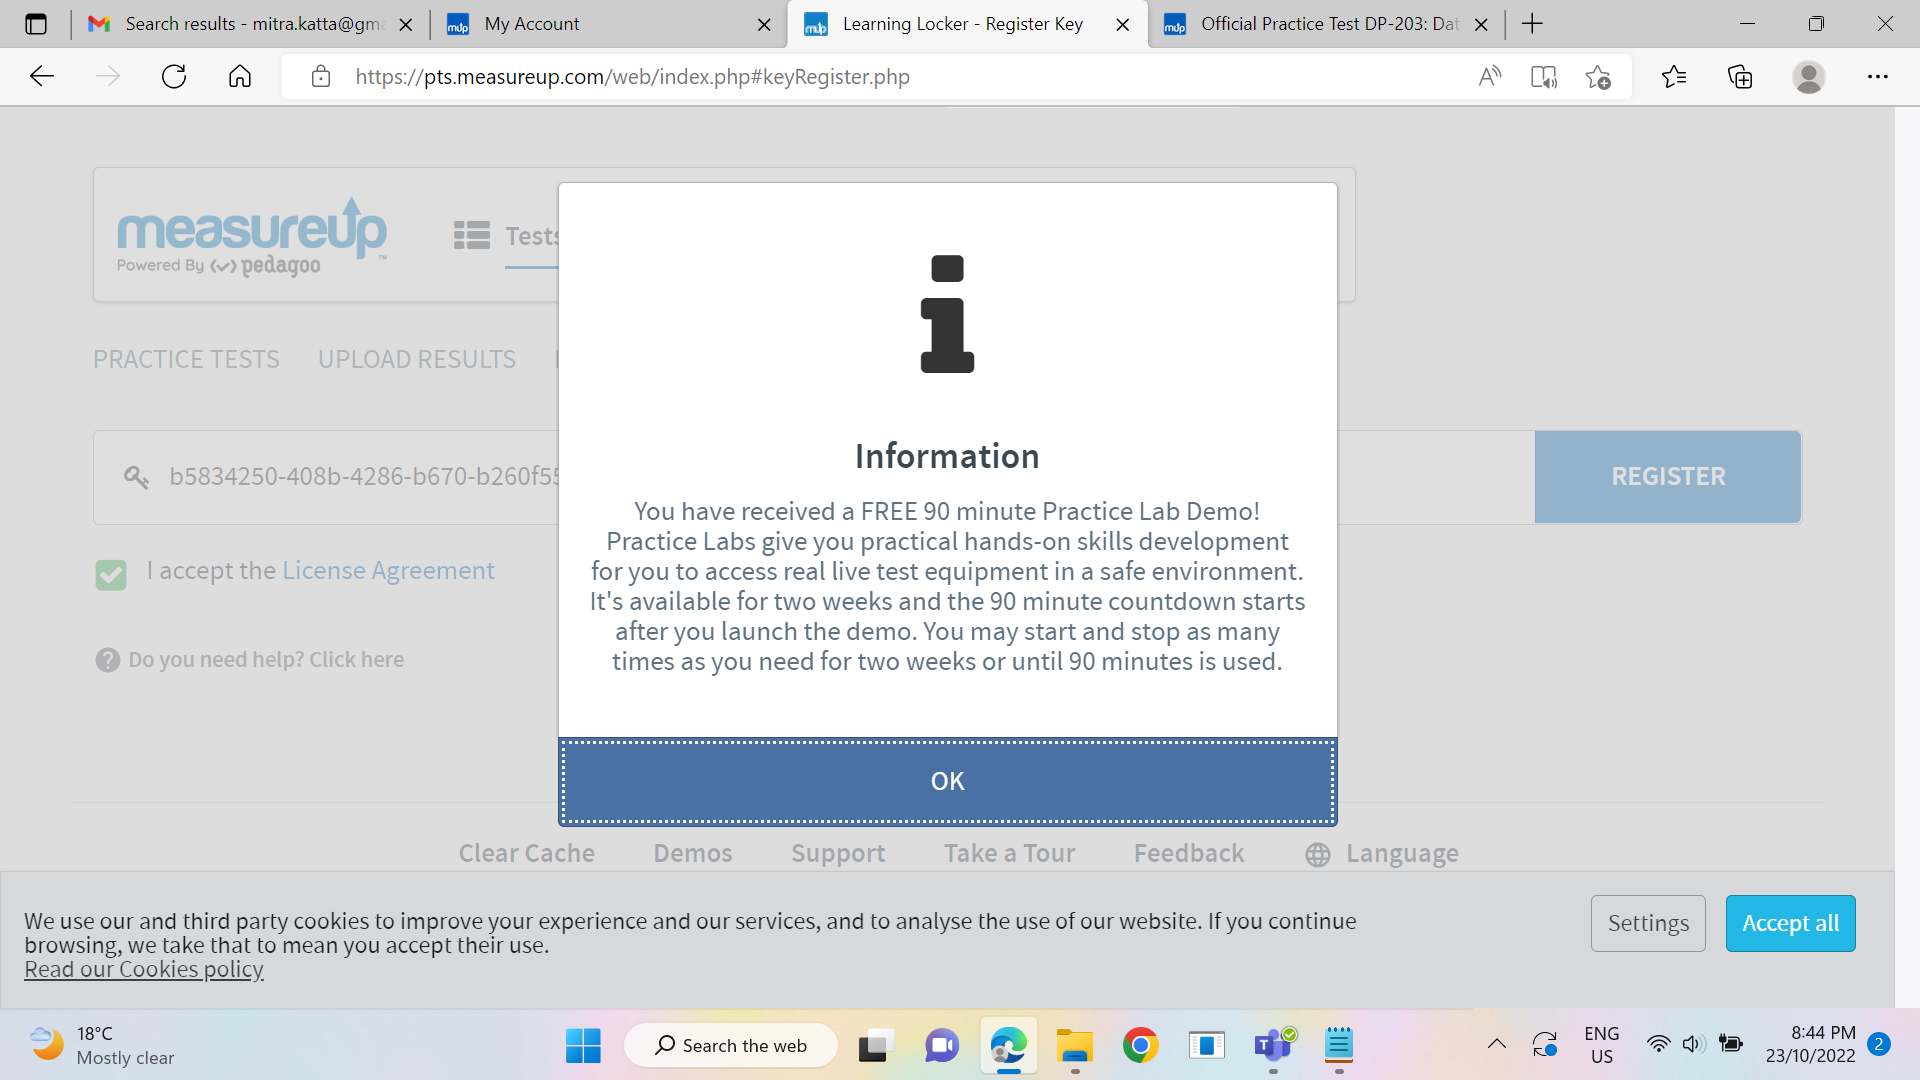 Search results - mitra.katta@gma
My Account
Learning Locker - Register Key
Official Practice Test DP-203: Dat
https://pts.measureup.com/web/index.php#keyRegister.php
measureup™
Powered By pedagoo
Tests
PRACTICE TESTS
UPLOAD RESULTS
b5834250-408b-4286-b670-b260f55
REGISTER
I accept the License Agreement
Do you need help? Click here
Information
You have received a FREE 90 minute Practice Lab Demo!
Practice Labs give you practical hands-on skills development
for you to access real live test equipment in a safe environment.
It's available for two weeks and the 90 minute countdown starts
after you launch the demo. You may start and stop as many
times as you need for two weeks or until 90 minutes is used.
OK
Clear Cache
Demos
Support
Take a Tour
Feedback
Language
We use our and third party cookies to improve your experience and our services, and to analyse the use of our website. If you continue
browsing, we take that to mean you accept their use.
Read our Cookies policy
Settings
Accept all
18°C
Mostly clear
Search the web
ENG
US
8:44 PM
23/10/2022
2